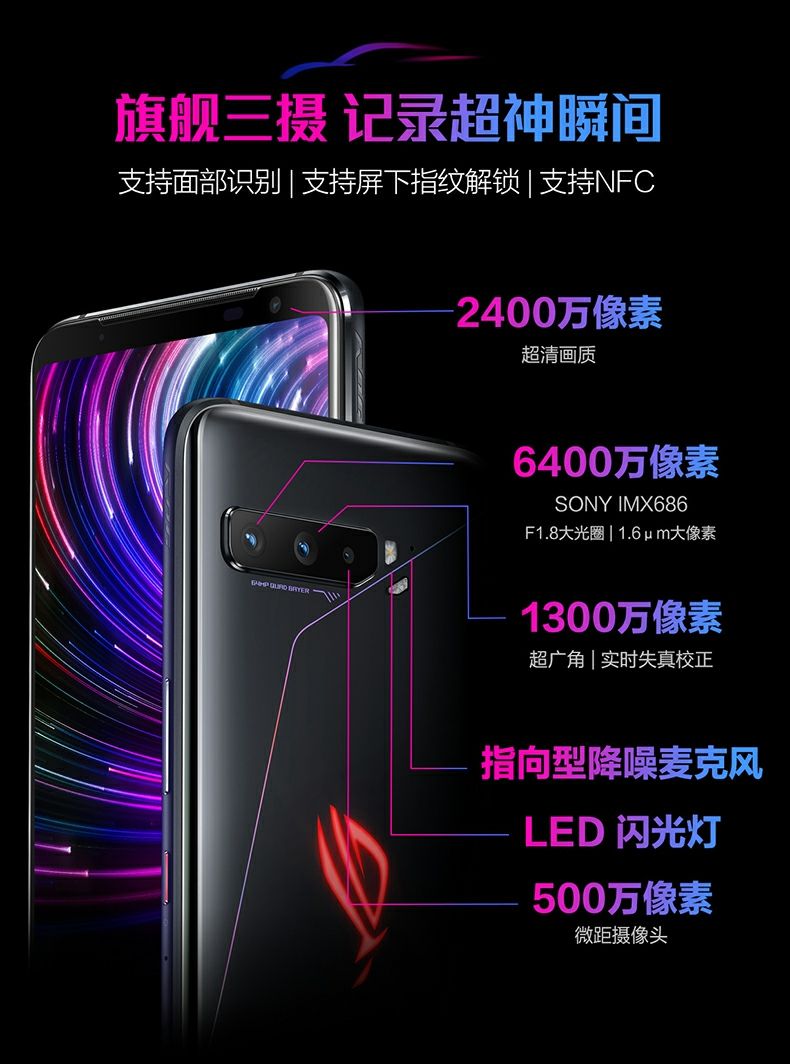 旗舰三摄 记录超神瞬间
支持面部识别 | 支持屏下指纹解锁 | 支持NFC
2400万像素
超清画质
6400万像素
SONY IMX686
F1.8大光圈 | 1.6μm大像素
64MP QUAD BAYER
1300万像素
超广角 | 实时失真校正
指向型降噪麦克风
LED 闪光灯
500万像素
微距摄像头